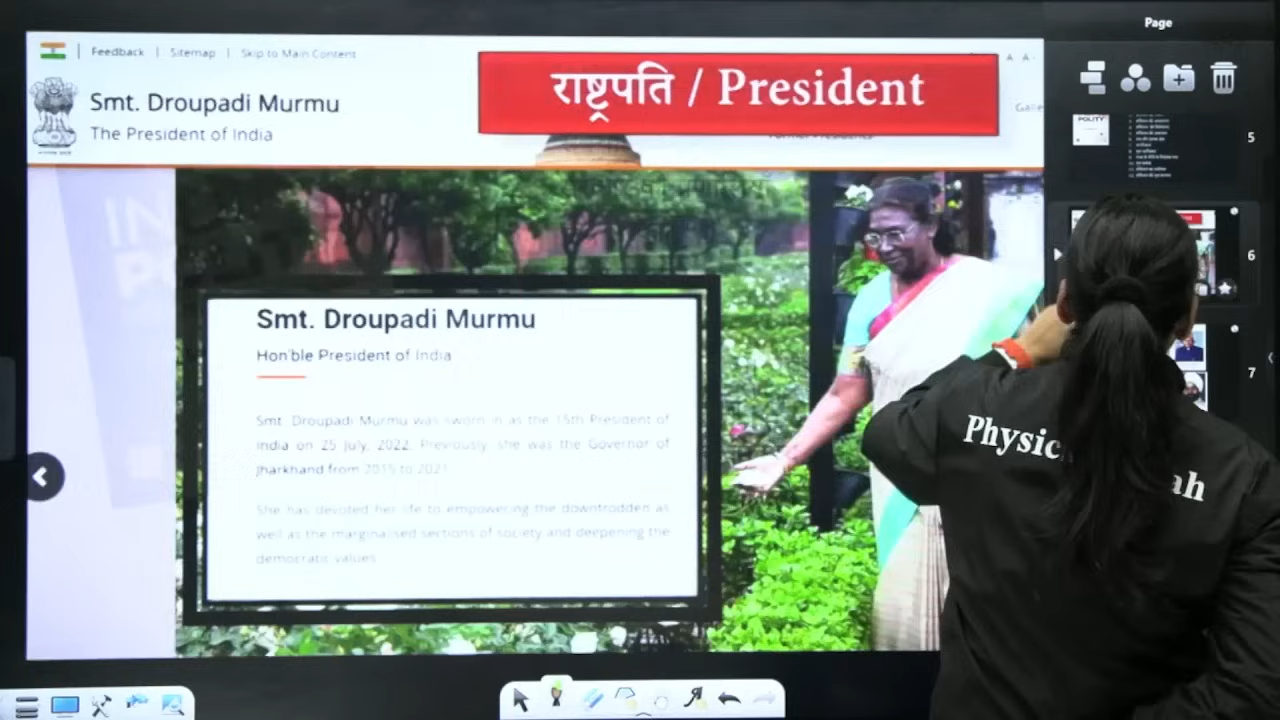 Page
Feedback | Sitemap | Skip to Main Content
A A
राष्ट्रपति / President
Smt. Droupadi Murmu
The President of India
Former Presidents
POLITY
5
6
7
Smt. Droupadi Murmu
Hon'ble President of India
Smt. Droupadi Murmu was sworn in as the 15th President of
India on 25 July, 2022. Previously, she was the Governor of
Jharkhand from 2015 to 2021
She has devoted her life to empowering the downtrodden as
well as the marginalised sections of society and deepening the
democratic values